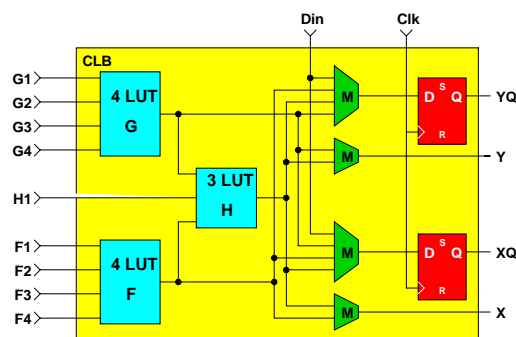 Din Clk
CLB
G1
G2
G3
G4
4 LUT
G
M
D S Q
R
YQ
M
Y
H1
3 LUT
H
F1
F2
F3
F4
4 LUT
F
M
D S Q
R
XQ
M
X